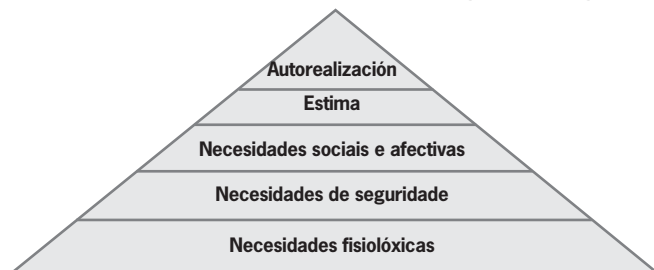 Autorealización
Estima
Necesidades sociais e afectivas
Necesidades de seguridade
Necesidades fisiolóxicas